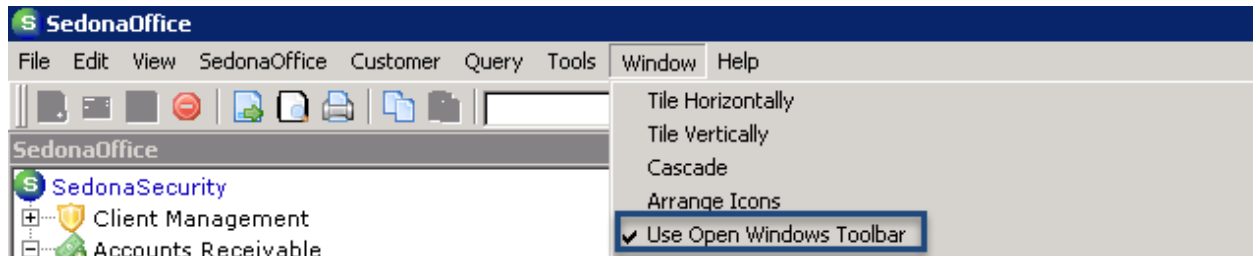 S SedonaOffice
File Edit View SedonaOffice Customer Query Tools Window Help
Tile Horizontally
Tile Vertically
Cascade
Arrange Icons
✓ Use Open Windows Toolbar
SedonaOffice
S SedonaSecurity
Client Management
Accounts Receivable